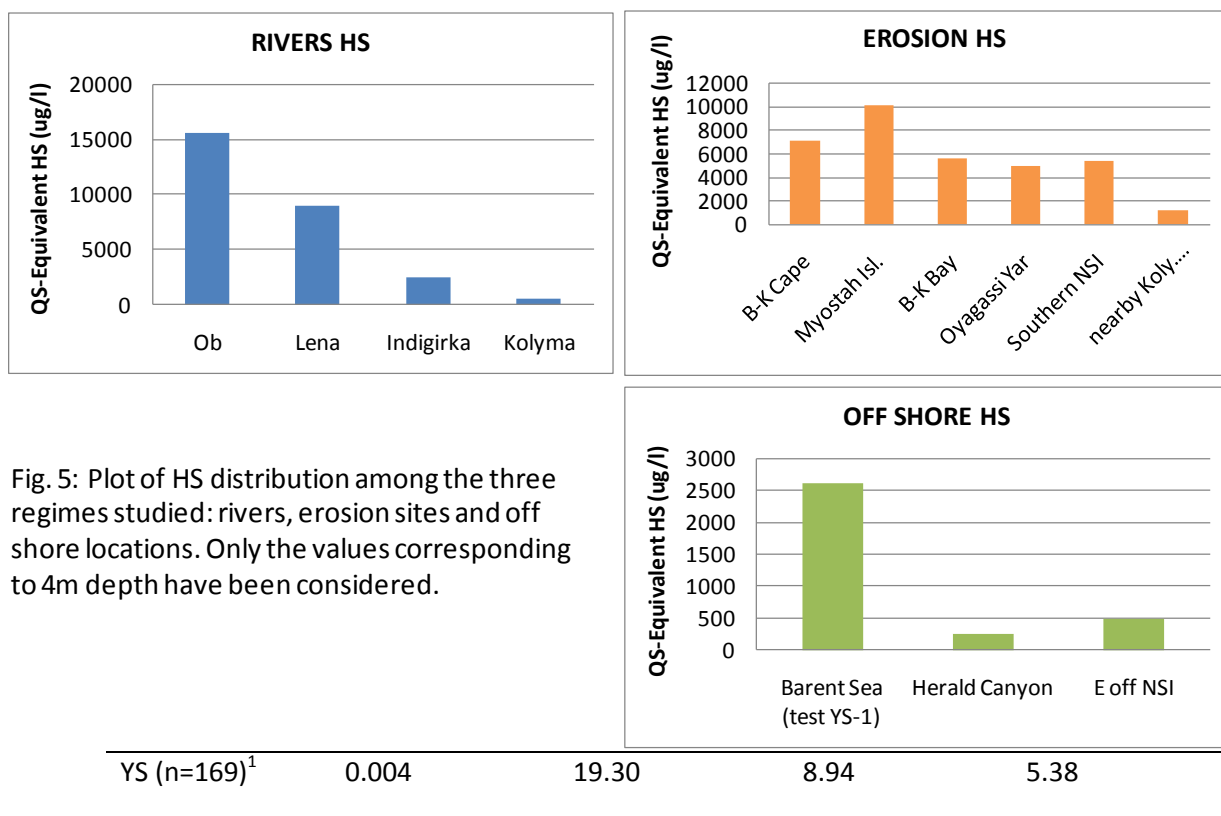 RIVERS HS
QS-Equivalent HS (ug/l)
20000
15000
10000
5000
0
Ob Lena Indigirka Kolyma
EROSION HS
QS-Equivalent HS (ug/l)
12000
10000
8000
6000
4000
2000
0
B-K Cape
Myostah Isl.
B-K Bay
Oyagassi Yar
Southern NSI
nearby Koly....
OFF SHORE HS
QS-Equivalent HS (ug/l)
3000
2500
2000
1500
1000
500
0
Barent Sea Herald Canyon E off NSI
(test YS-1)
Fig. 5: Plot of HS distribution among the three
regimes studied: rivers, erosion sites and off
shore locations. Only the values corresponding
to 4m depth have been considered.
YS (n=169)¹ 0.004 19.30 8.94 5.38